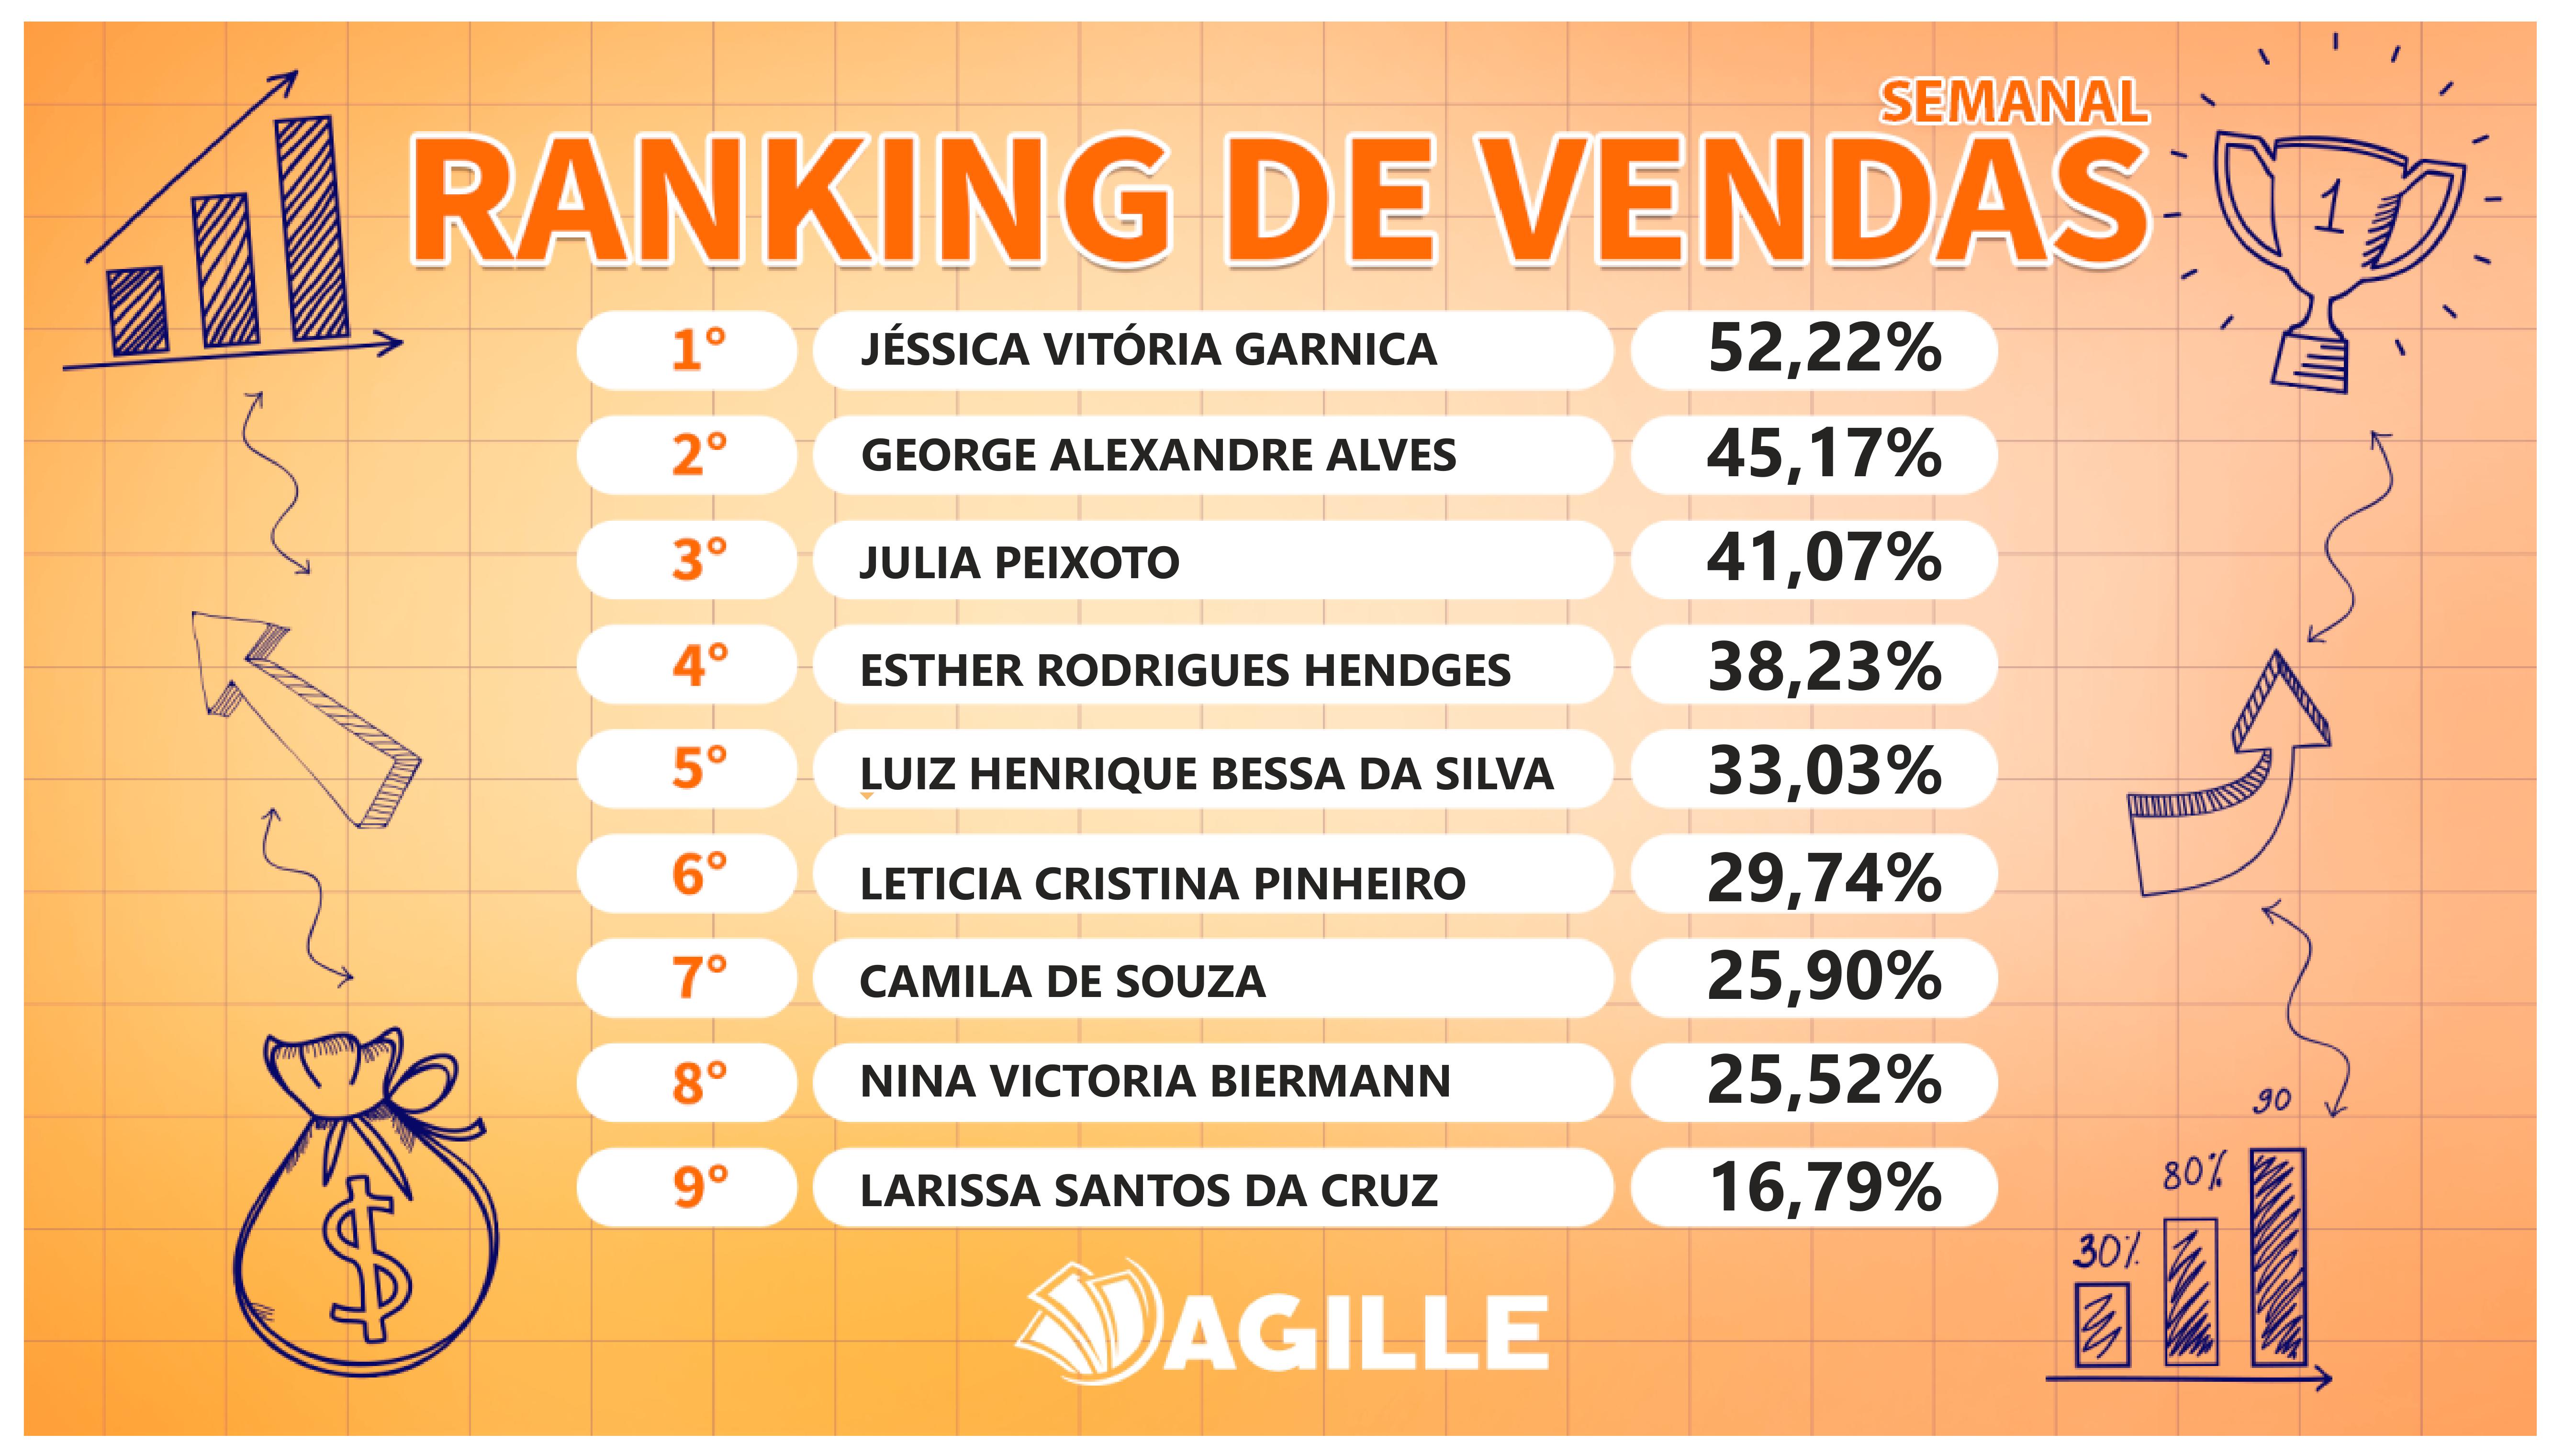 SEMANAL
RANKING DE VENDAS
1
1° JÉSSICA VITÓRIA GARNICA 52,22%
2° GEORGE ALEXANDRE ALVES 45,17%
3° JULIA PEIXOTO 41,07%
4° ESTHER RODRIGUES HENDGES 38,23%
5° LUIZ HENRIQUE BESSA DA SILVA 33,03%
6° LETICIA CRISTINA PINHEIRO 29,74%
7° CAMILA DE SOUZA 25,90%
8° NINA VICTORIA BIERMANN 25,52%
9° LARISSA SANTOS DA CRUZ 16,79%
$
90
80%
30%
AGILLE